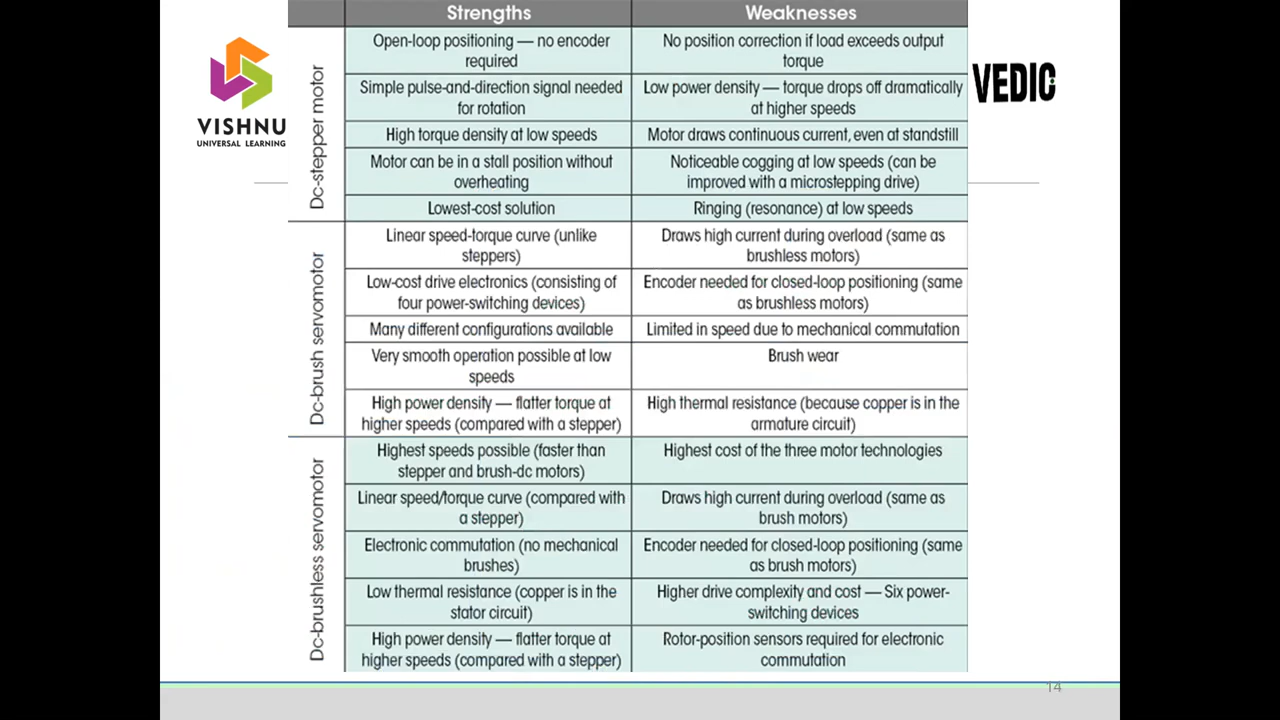 Strengths
Weaknesses
VISHNU
UNIVERSAL LEARNING
VEDIC
Dc-stepper motor
Open-loop positioning — no encoder
required
No position correction if load exceeds output
torque
Simple pulse-and-direction signal needed
for rotation
Low power density — torque drops off dramatically
at higher speeds
High torque density at low speeds
Motor draws continuous current, even at standstill
Motor can be in a stall position without
overheating
Noticeable cogging at low speeds (can be
improved with a microstepping drive)
Lowest-cost solution
Ringing (resonance) at low speeds
Dc-brush servomotor
Linear speed-torque curve (unlike
steppers)
Draws high current during overload (same as
brushless motors)
Low-cost drive electronics (consisting of
four power-switching devices)
Encoder needed for closed-loop positioning (same
as brushless motors)
Many different configurations available
Limited in speed due to mechanical commutation
Very smooth operation possible at low
speeds
Brush wear
High power density — flatter torque at
higher speeds (compared with a stepper)
High thermal resistance (because copper is in the
armature circuit)
Dc-brushless servomotor
Highest speeds possible (faster than
stepper and brush-dc motors)
Highest cost of the three motor technologies
Linear speed/torque curve (compared with
a stepper)
Draws high current during overload (same as
brush motors)
Electronic commutation (no mechanical
brushes)
Encoder needed for closed-loop positioning (same
as brush motors)
Low thermal resistance (copper is in the
stator circuit)
Higher drive complexity and cost — Six power-
switching devices
High power density — flatter torque at
higher speeds (compared with a stepper)
Rotor-position sensors required for electronic
commutation
14